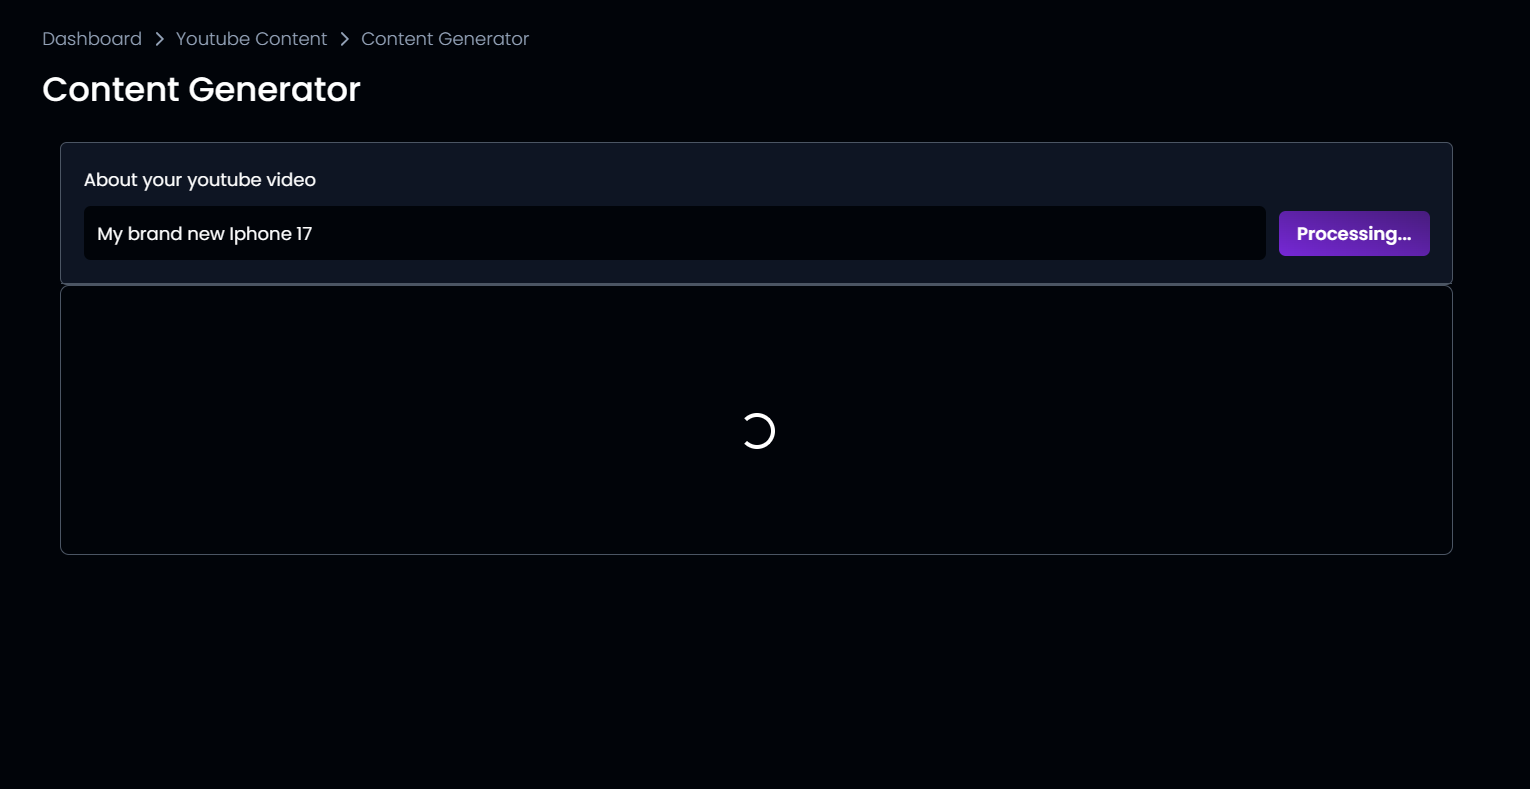 Dashboard > Youtube Content > Content Generator
Content Generator
About your youtube video
My brand new Iphone 17
Processing...